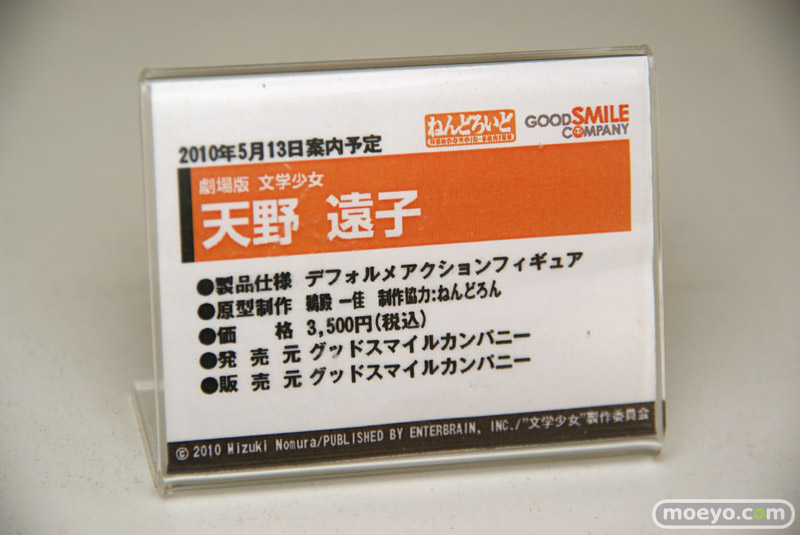 ねんどろいど
NENDOROID SERIES
GOODSMILE
COMPANY
2010年5月13日案内予定
劇場版 文学少女
天野 遠子
●製品仕様 デフォルメアクションフィギュア
●原型制作 鵜殿 一佳 制作協力:ねんどろん
●価 格 3,500円(税込)
●発売元 グッドスマイルカンパニー
●販売元 グッドスマイルカンパニー
© 2010 Mizuki Nomura/PUBLISHED BY ENTERBRAIN, INC./"文学少女"製作委員会
moeyo.com